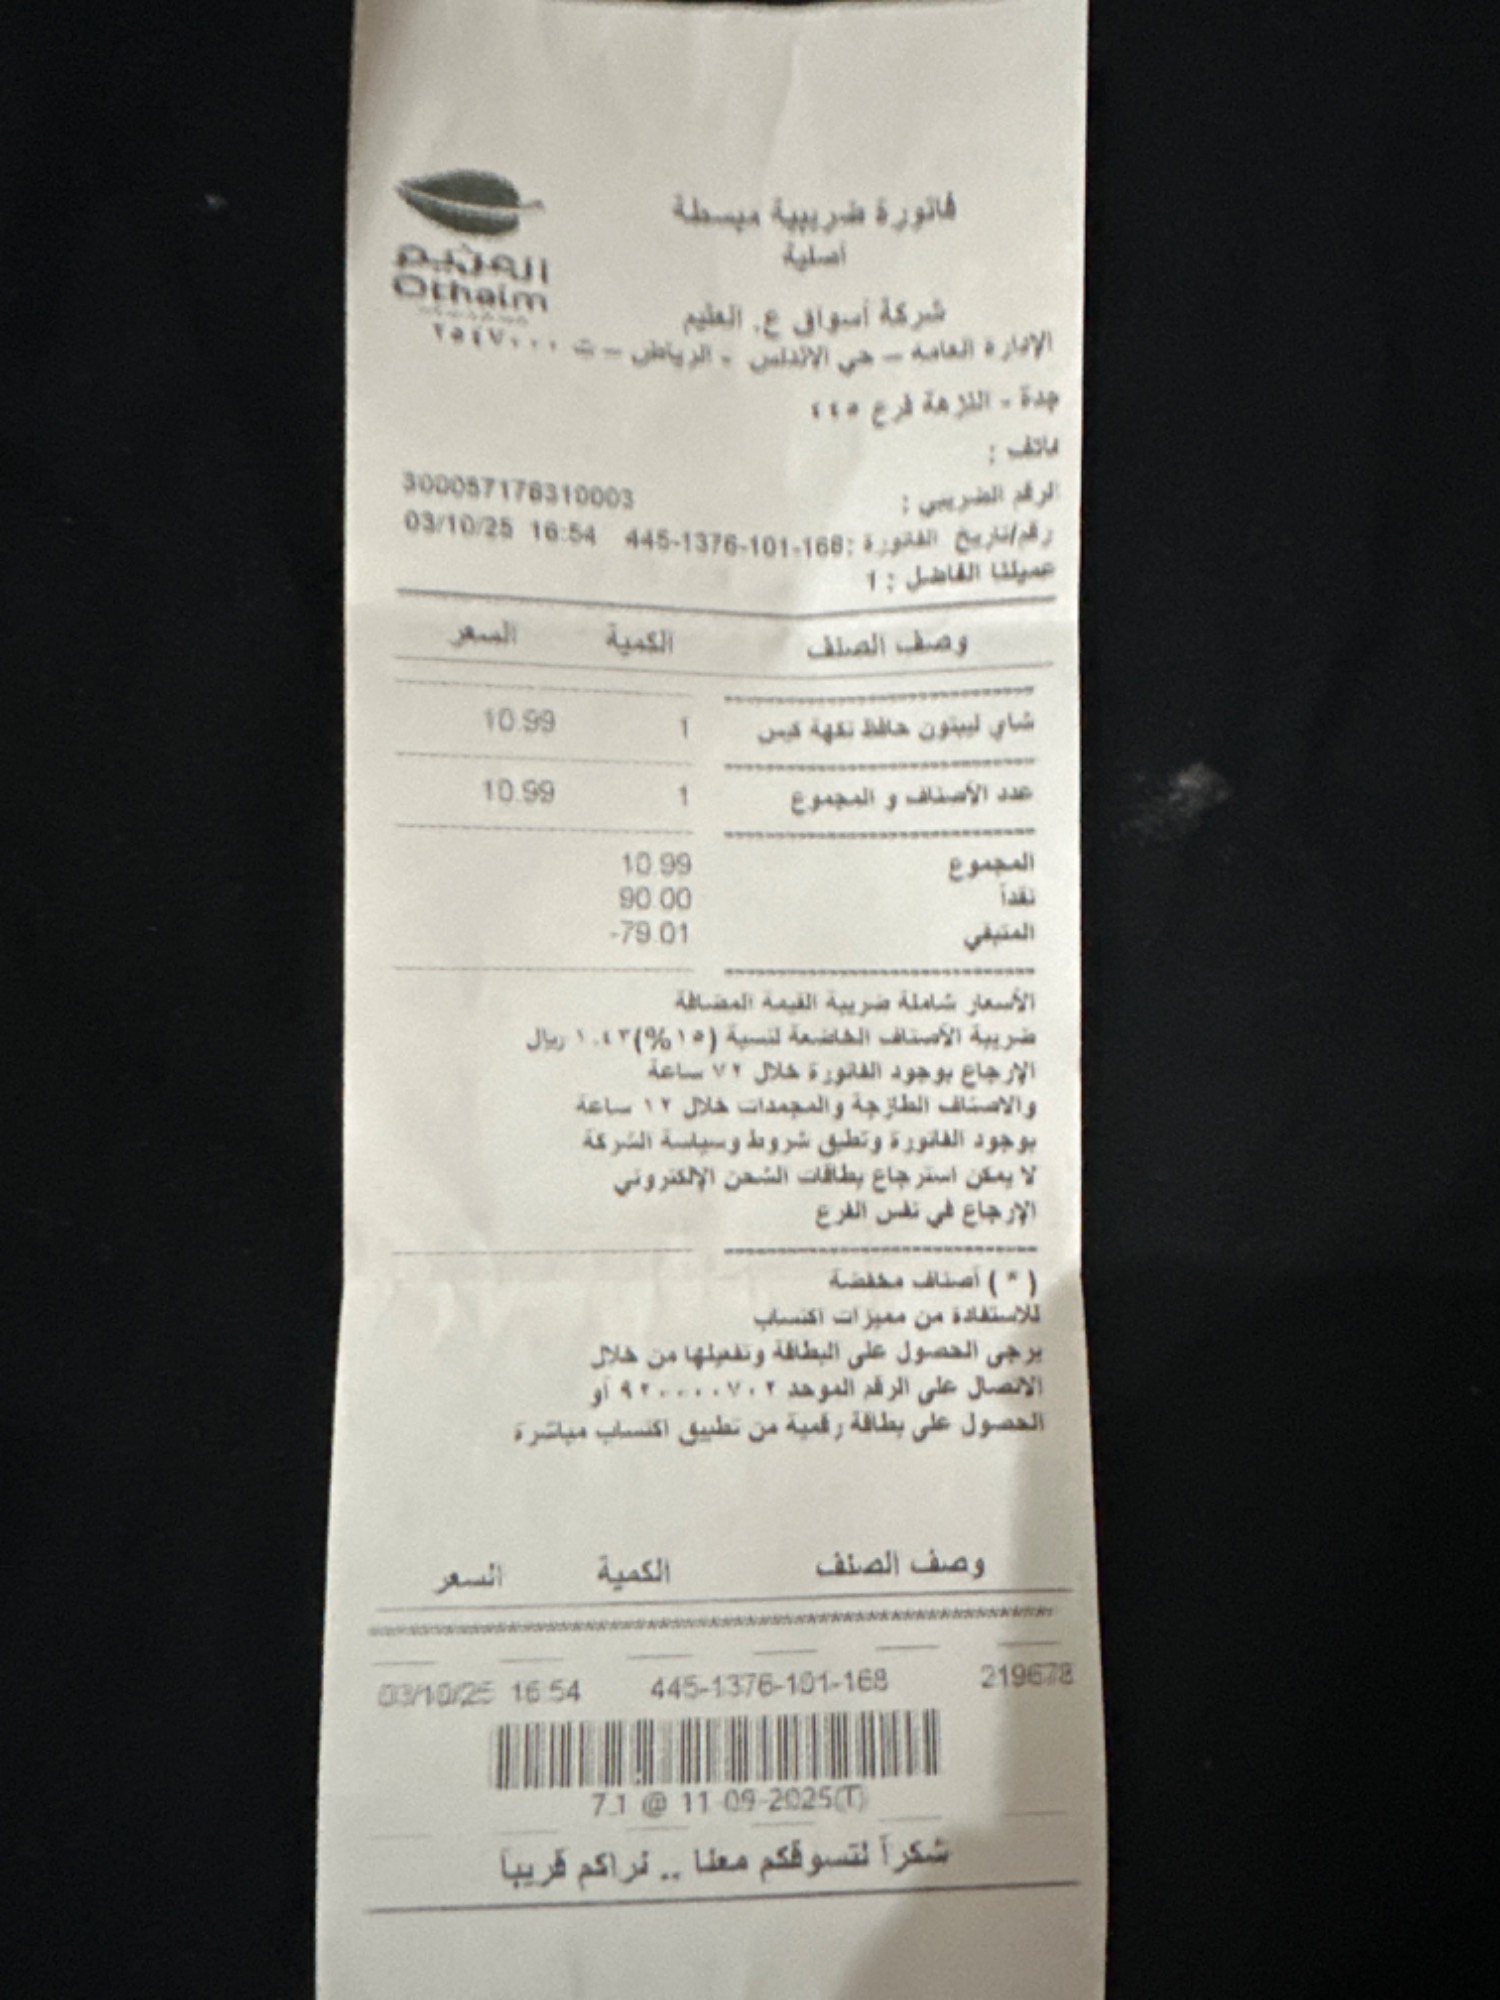 فاتورة ضريبية مبسطة
أصلية
العثيم
Othaim
شركة أسواق ع. العثيم
الإدارة العامه – حي الاندلس - الرياض – ت ٢٥٤٧٠٠٠
جدة - النزهة فرع ٤٤٥
هاتف :
الرقم الضريبي : 300057176310003
رقم/تاريخ الفاتورة : 445-1376-101-168 03/10/25 16:54
عميلنا الفاضل : 1
وصف الصنف الكمية السعر
شاي ليبتون حافظ نكهة كيس 1 10.99
عدد الأصناف و المجموع 1 10.99
المجموع 10.99
نقداً 90.00
المتبقي -79.01
الأسعار شاملة ضريبة القيمة المضافة
ضريبة الأصناف الخاضعة لنسبة (١٥%) ١.٤٣ ريال
الإرجاع بوجود الفاتورة خلال ٧٢ ساعة
والاصناف الطازجة والمجمدات خلال ١٢ ساعة
بوجود الفاتورة وتطبق شروط وسياسة الشركة
لا يمكن استرجاع بطاقات الشحن الإلكتروني
الإرجاع في نفس الفرع
( * ) أصناف مخفضة
للاستفادة من مميزات اكتساب
يرجى الحصول على البطاقة وتفعيلها من خلال
الاتصال على الرقم الموحد ٩٢٠٠٠٠٧٠٢ أو
الحصول على بطاقة رقمية من تطبيق اكتساب مباشرة
وصف الصنف الكمية السعر
219678 445-1376-101-168 03/10/25 16:54
7.1 @ 11-09-2025(T)
شكراً لتسوقكم معنا .. نراكم قريباً